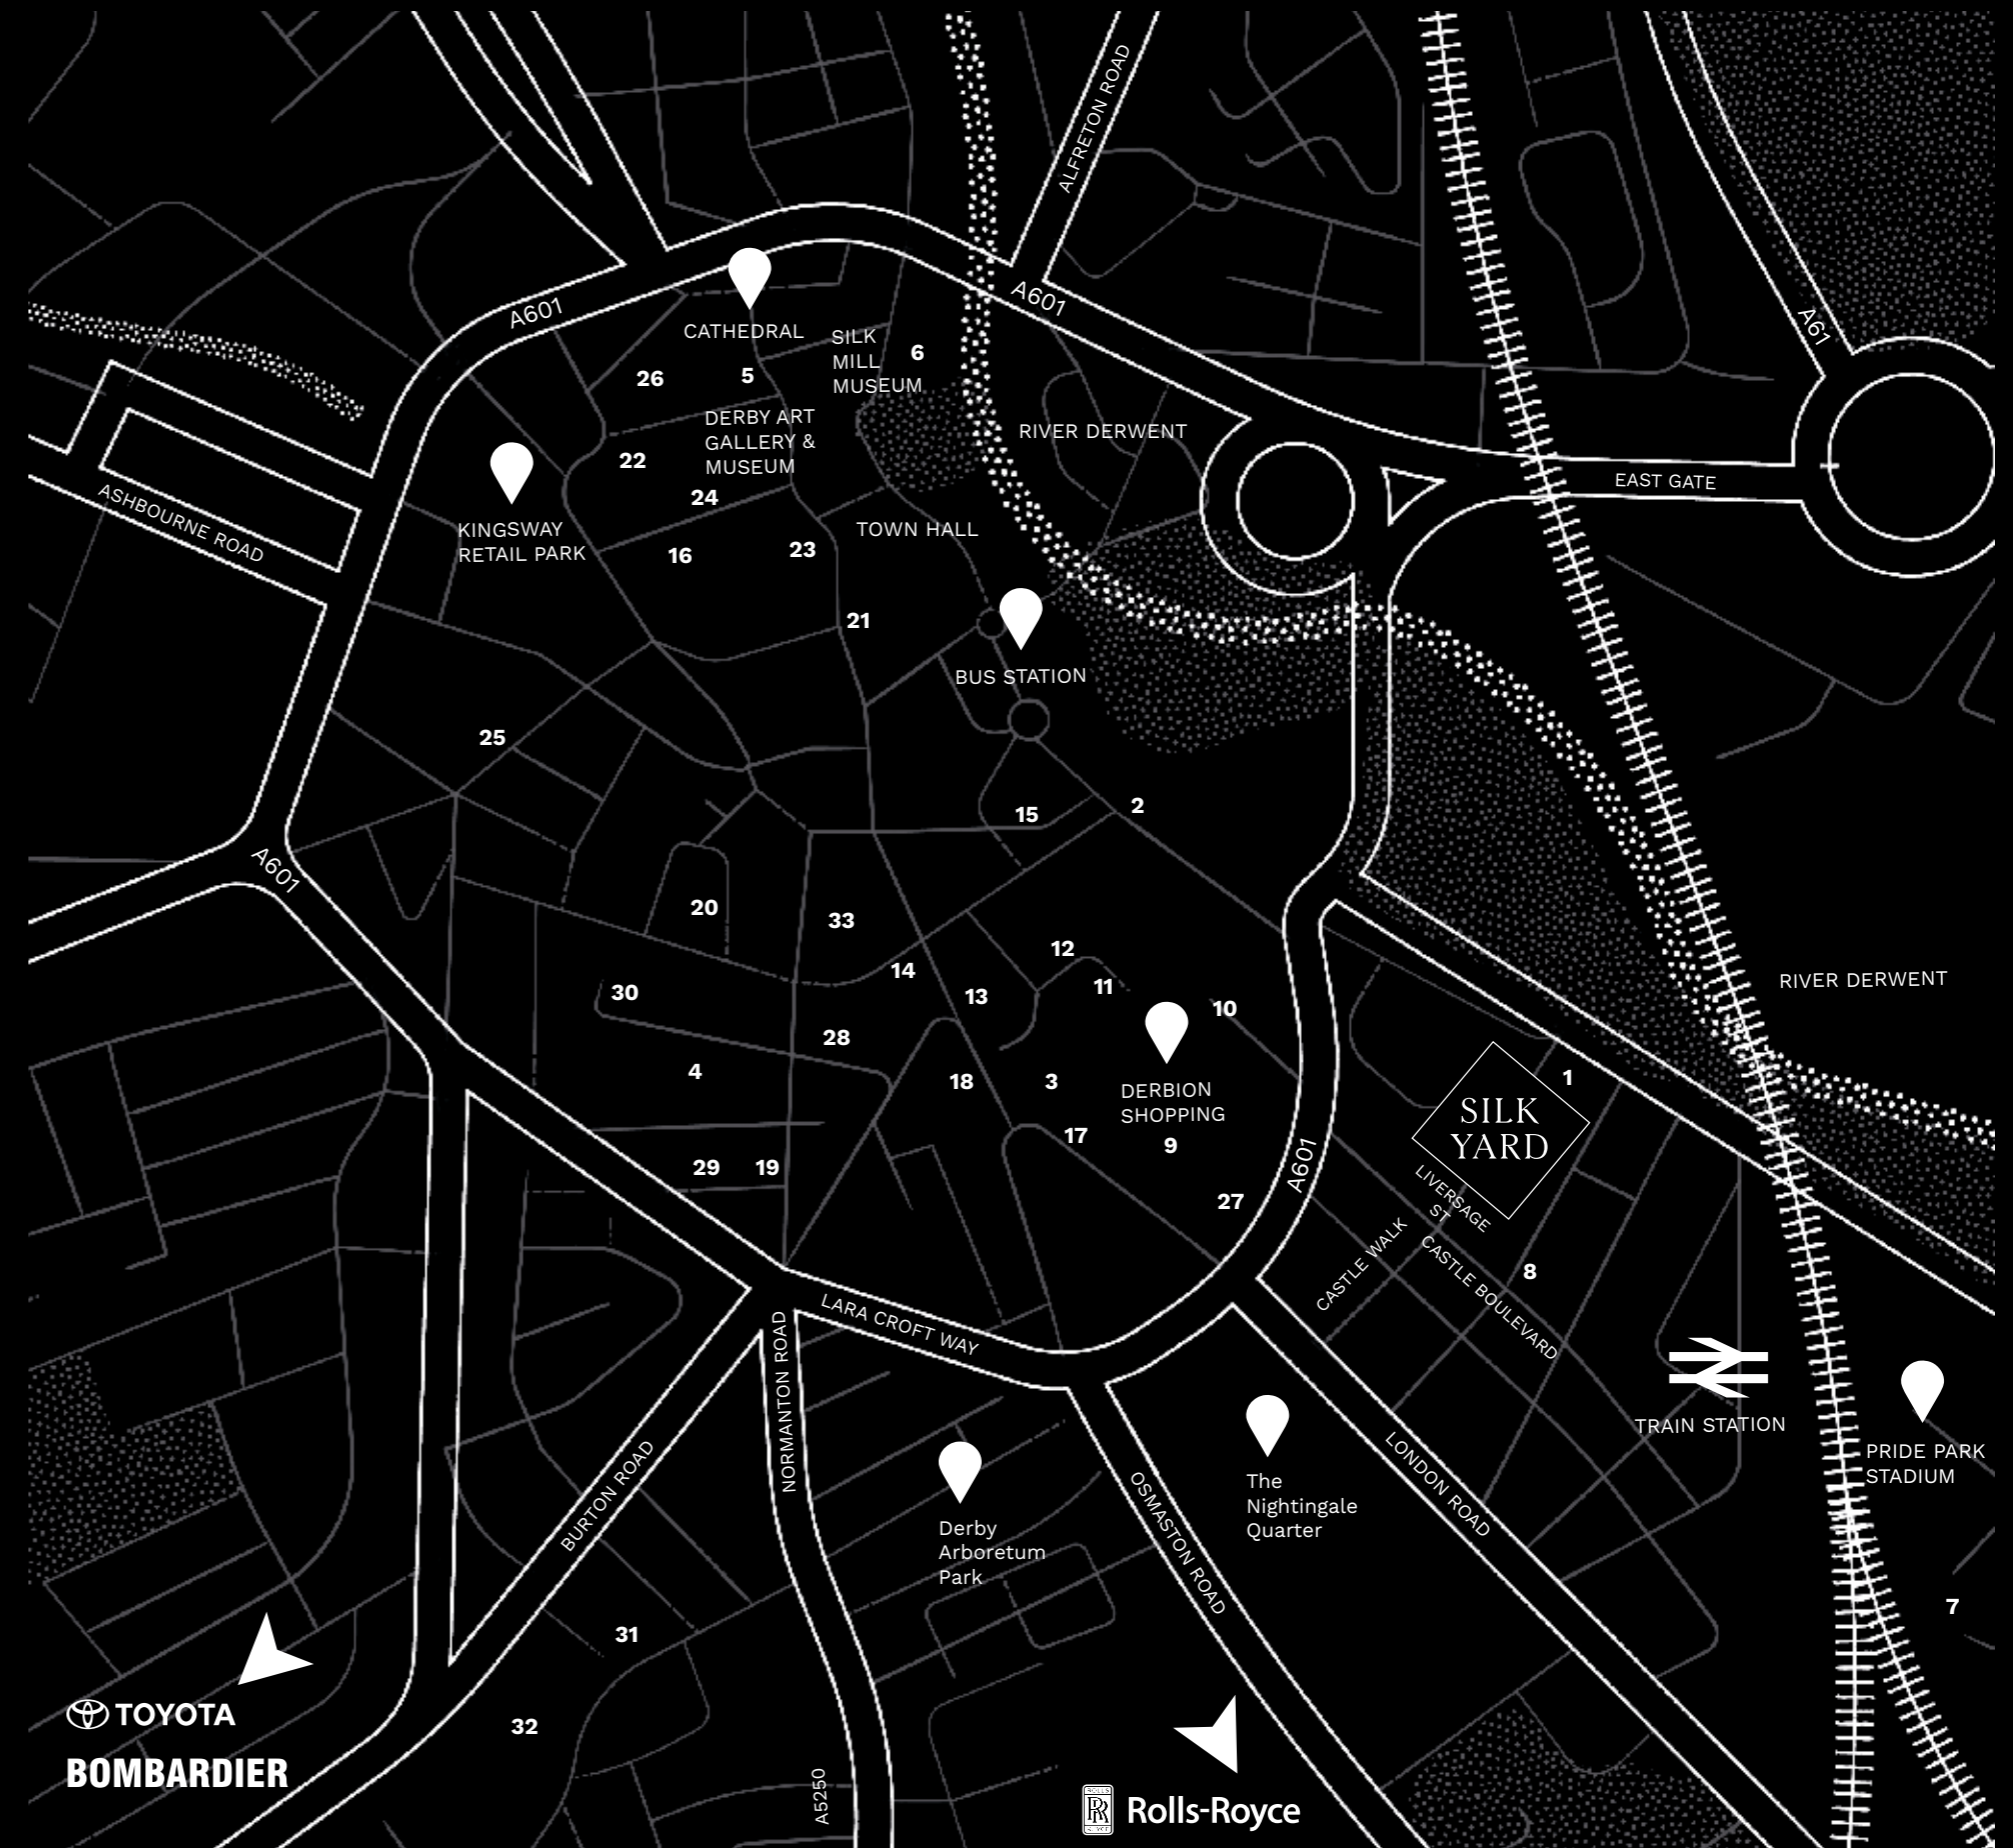 ALFRETON ROAD
A601
A601
A61
CATHEDRAL
SILK
MILL
MUSEUM
6
26
5
DERBY ART
GALLERY &
MUSEUM
RIVER DERWENT
22
24
EAST GATE
ASHBOURNE ROAD
KINGSWAY
RETAIL PARK
TOWN HALL
16
23
21
BUS STATION
25
2
15
A601
20
33
12
14
11
13
30
10
RIVER DERWENT
28
4
18
3
DERBION
SHOPPING
1
SILK
YARD
17
9
29
19
A601
27
LIVERSAGE
ST
CASTLE WALK
CASTLE BOULEVARD
8
LARA CROFT WAY
NORMANTON ROAD
TRAIN STATION
PRIDE PARK
STADIUM
BURTON ROAD
OSMASTON ROAD
The
Nightingale
Quarter
LONDON ROAD
Derby
Arboretum
Park
7
31
32
TOYOTA
BOMBARDIER
A5250
ROLLS
RR
ROYCE
Rolls-Royce